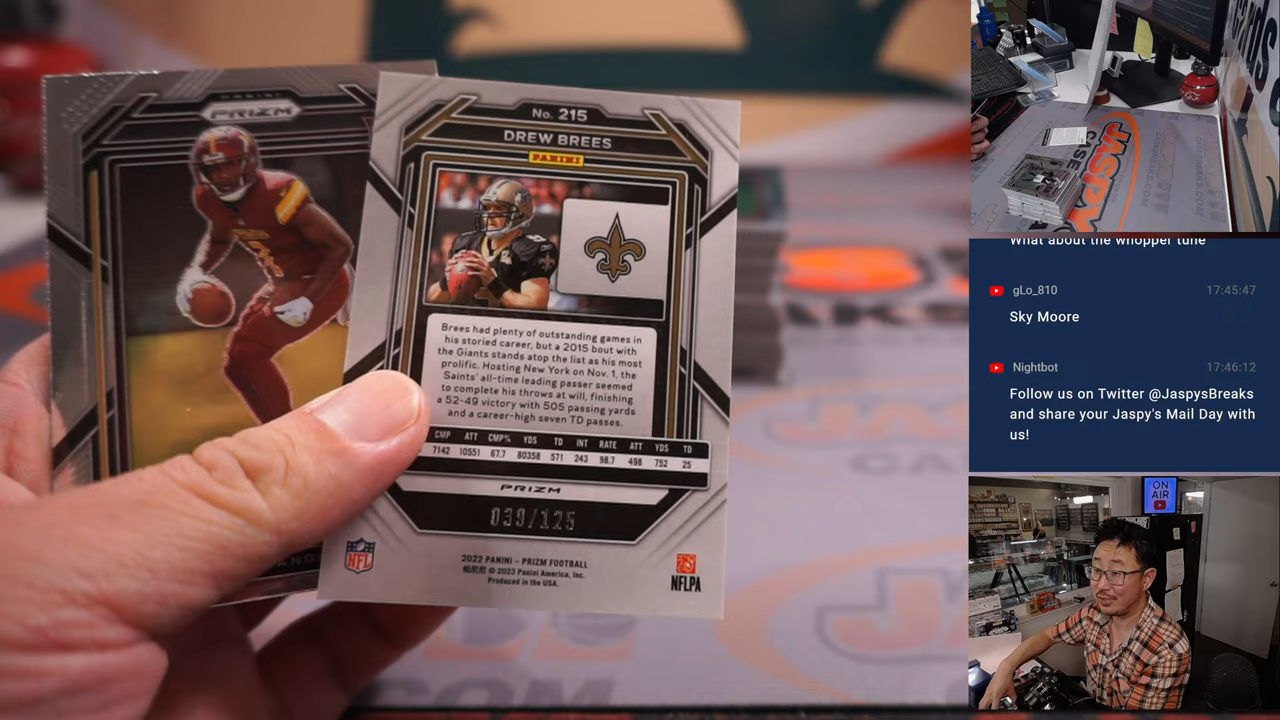 PANINI
PRIZM
No. 215
DREW BREES
PANINI
Brees had plenty of outstanding games in
his storied career, but a 2015 bout with
the Giants stands atop the list as his most
prolific. Hosting New York on Nov. 1, the
Saints' all-time leading passer seemed
to complete his throws at will, finishing
a 52-49 victory with 505 passing yards
and a career-high seven TD passes.
CMP ATT CMP% YDS TD INT RATE ATT YDS TD
7142 10551 67.7 80358 571 243 98.7 498 752 25
PRIZM
039/125
NFL
2022 PANINI – PRIZM FOOTBALL
帕尼尼 © 2023 Panini America, Inc.
Produced in the USA.
NFLPA
JASPY
CASE
What about the whopper tune
gLo_810 17:45:47
Sky Moore
Nightbot 17:46:12
Follow us on Twitter @JaspysBreaks
and share your Jaspy's Mail Day with
us!
ON
AIR